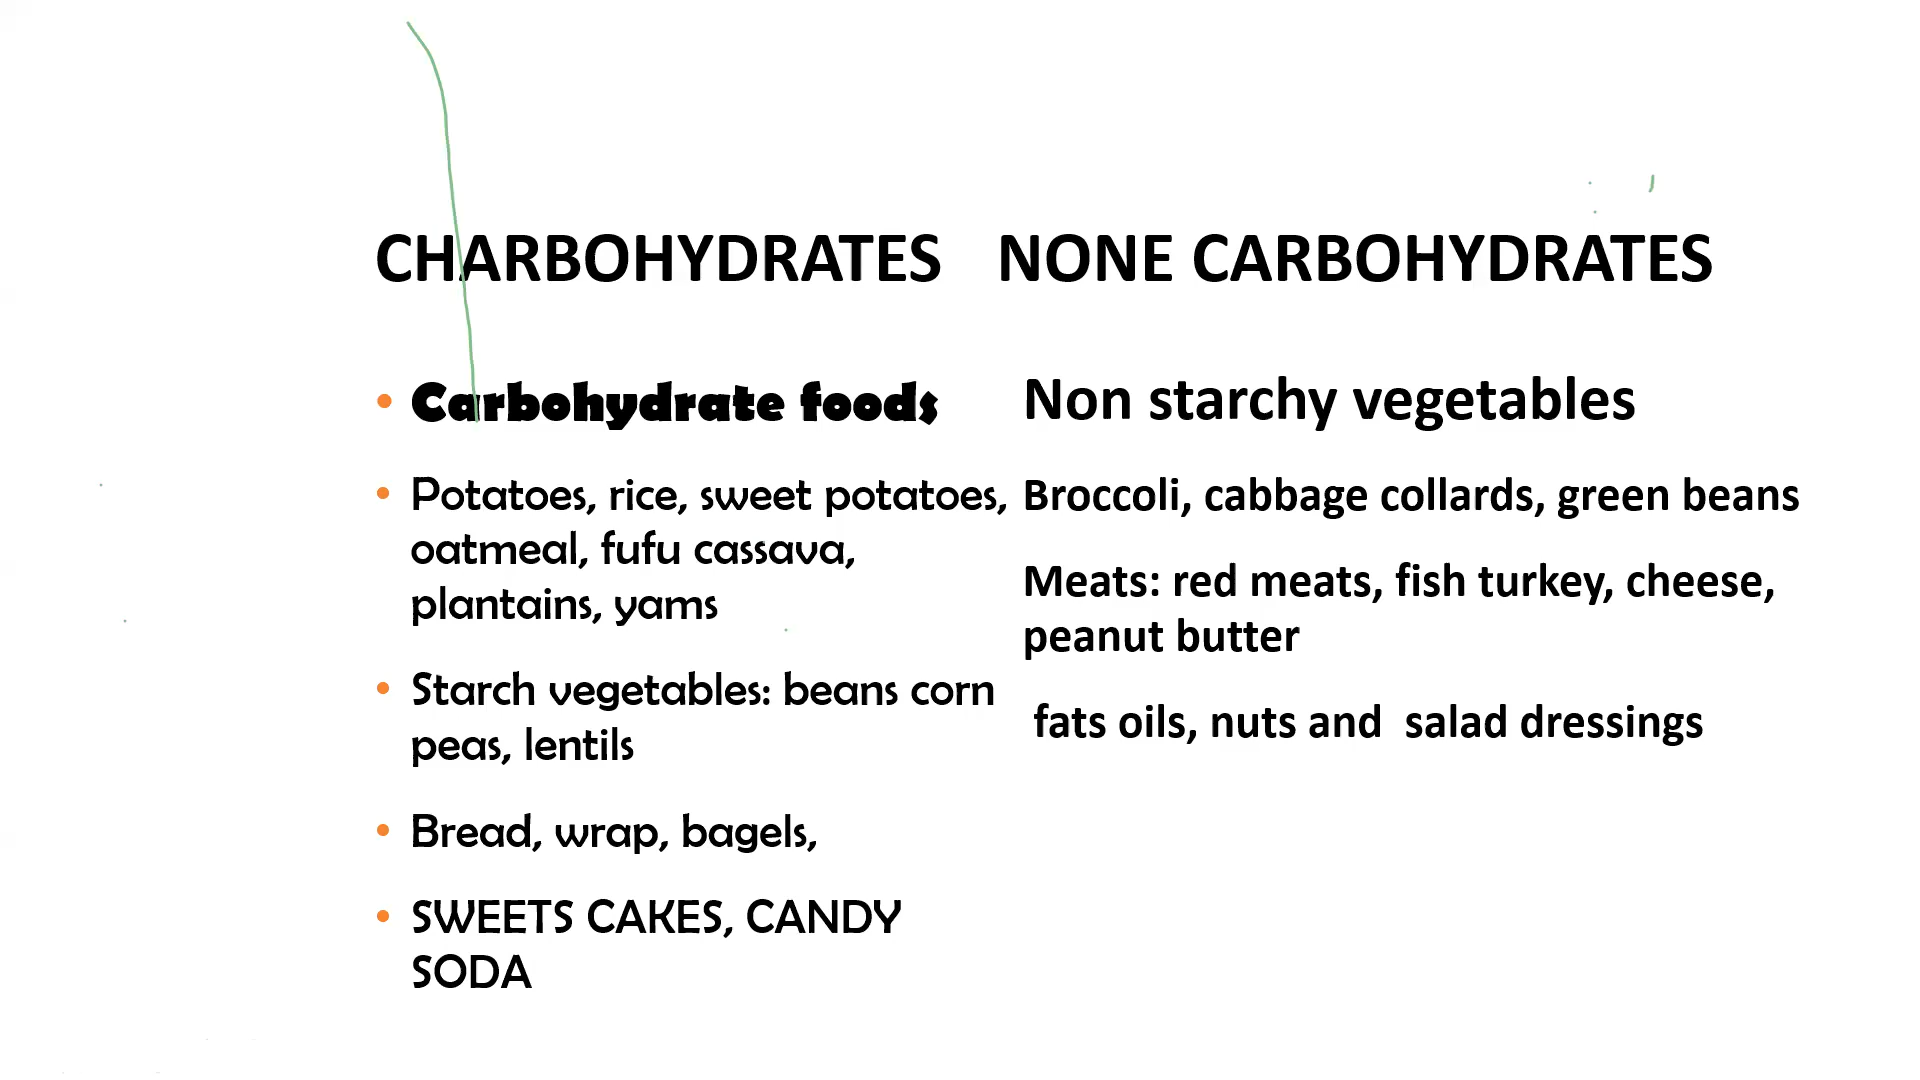 CHARBOHYDRATES
• Carbohydrate foods
• Potatoes, rice, sweet potatoes,
oatmeal, fufu cassava,
plantains, yams
• Starch vegetables: beans corn
peas, lentils
• Bread, wrap, bagels,
• SWEETS CAKES, CANDY
SODA
NONE CARBOHYDRATES
Non starchy vegetables
Broccoli, cabbage collards, green beans
Meats: red meats, fish turkey, cheese,
peanut butter
fats oils, nuts and salad dressings